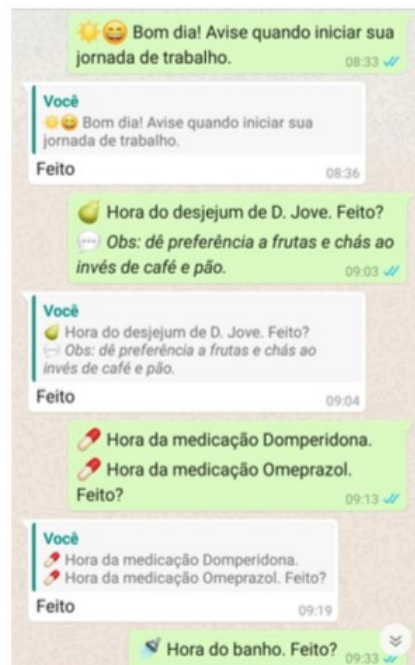 ☀️😄 Bom dia! Avise quando iniciar sua
jornada de trabalho.
08:33
Você
☀️😄 Bom dia! Avise quando iniciar sua
jornada de trabalho.
Feito
08:36
🍐 Hora do desjejum de D. Jove. Feito?
💬 Obs: dê preferência a frutas e chás ao
invés de café e pão.
09:03
Você
🍐 Hora do desjejum de D. Jove. Feito?
💬 Obs: dê preferência a frutas e chás ao
invés de café e pão.
Feito
09:04
💊 Hora da medicação Domperidona.
💊 Hora da medicação Omeprazol.
Feito?
09:13
Você
💊 Hora da medicação Domperidona.
💊 Hora da medicação Omeprazol. Feito?
Feito
09:19
🚿 Hora do banho. Feito? 09:33